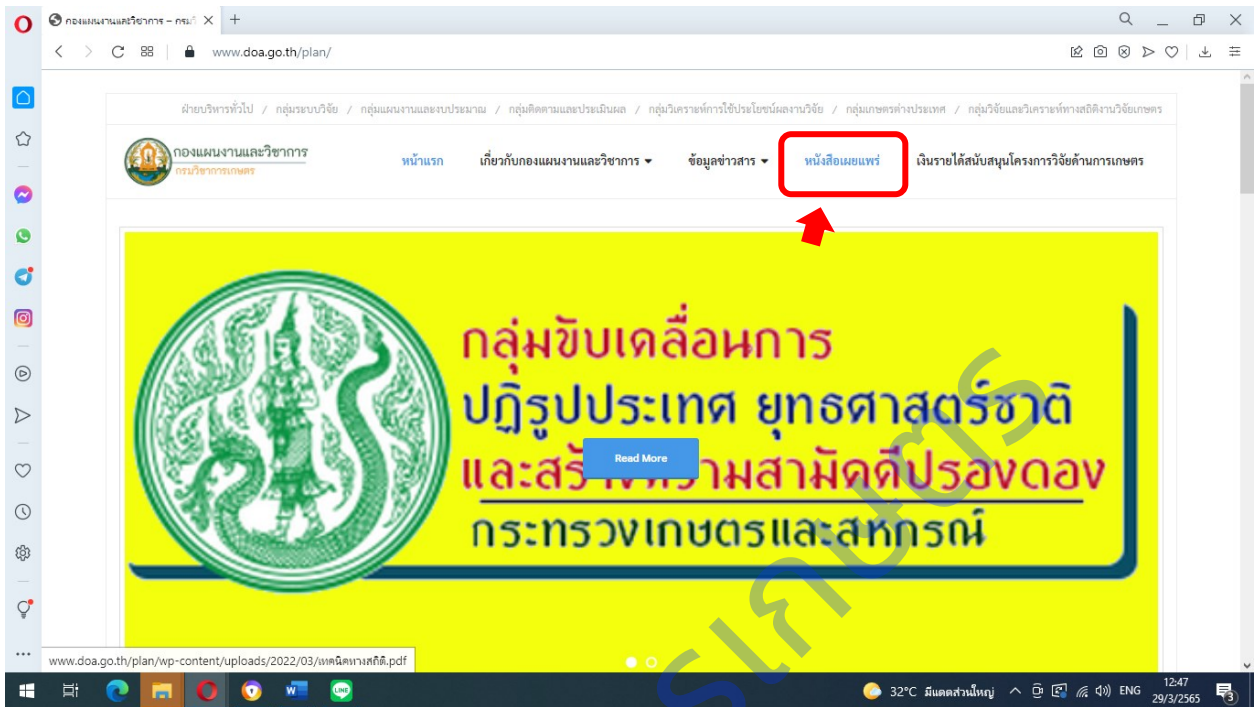 กองแผนงานและวิชาการ – กรมวิ
www.doa.go.th/plan/
ฝ่ายบริหารทั่วไป / กลุ่มระบบวิจัย / กลุ่มแผนงานและงบประมาณ / กลุ่มติดตามและประเมินผล / กลุ่มวิเคราะห์การใช้ประโยชน์ผลงานวิจัย / กลุ่มเกษตรต่างประเทศ / กลุ่มวิจัยและวิเคราะห์ทางสถิติงานวิจัยเกษตร
กองแผนงานและวิชาการ
กรมวิชาการเกษตร
หน้าแรก เกี่ยวกับกองแผนงานและวิชาการ ข้อมูลข่าวสาร หนังสือเผยแพร่ เงินรายได้สนับสนุนโครงการวิจัยด้านการเกษตร
กลุ่มขับเคลื่อนการ
ปฏิรูปประเทศ ยุทธศาสตร์ชาติ
และสร้างความสามัคคีปรองดอง
Read More
กระทรวงเกษตรและสหกรณ์
www.doa.go.th/plan/wp-content/uploads/2022/03/เทคนิคทางสถิติ.pdf
32°C มีแดดส่วนใหญ่ ENG 12:47
29/3/2565 3